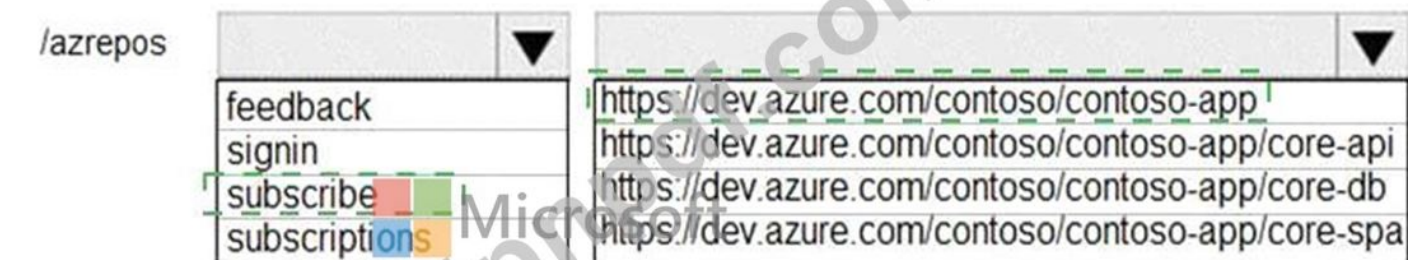 /azrepos
feedback
signin
subscribe
subscriptions
https://dev.azure.com/contoso/contoso-app
https://dev.azure.com/contoso/contoso-app/core-api
https://dev.azure.com/contoso/contoso-app/core-db
https://dev.azure.com/contoso/contoso-app/core-spa
Microsoft